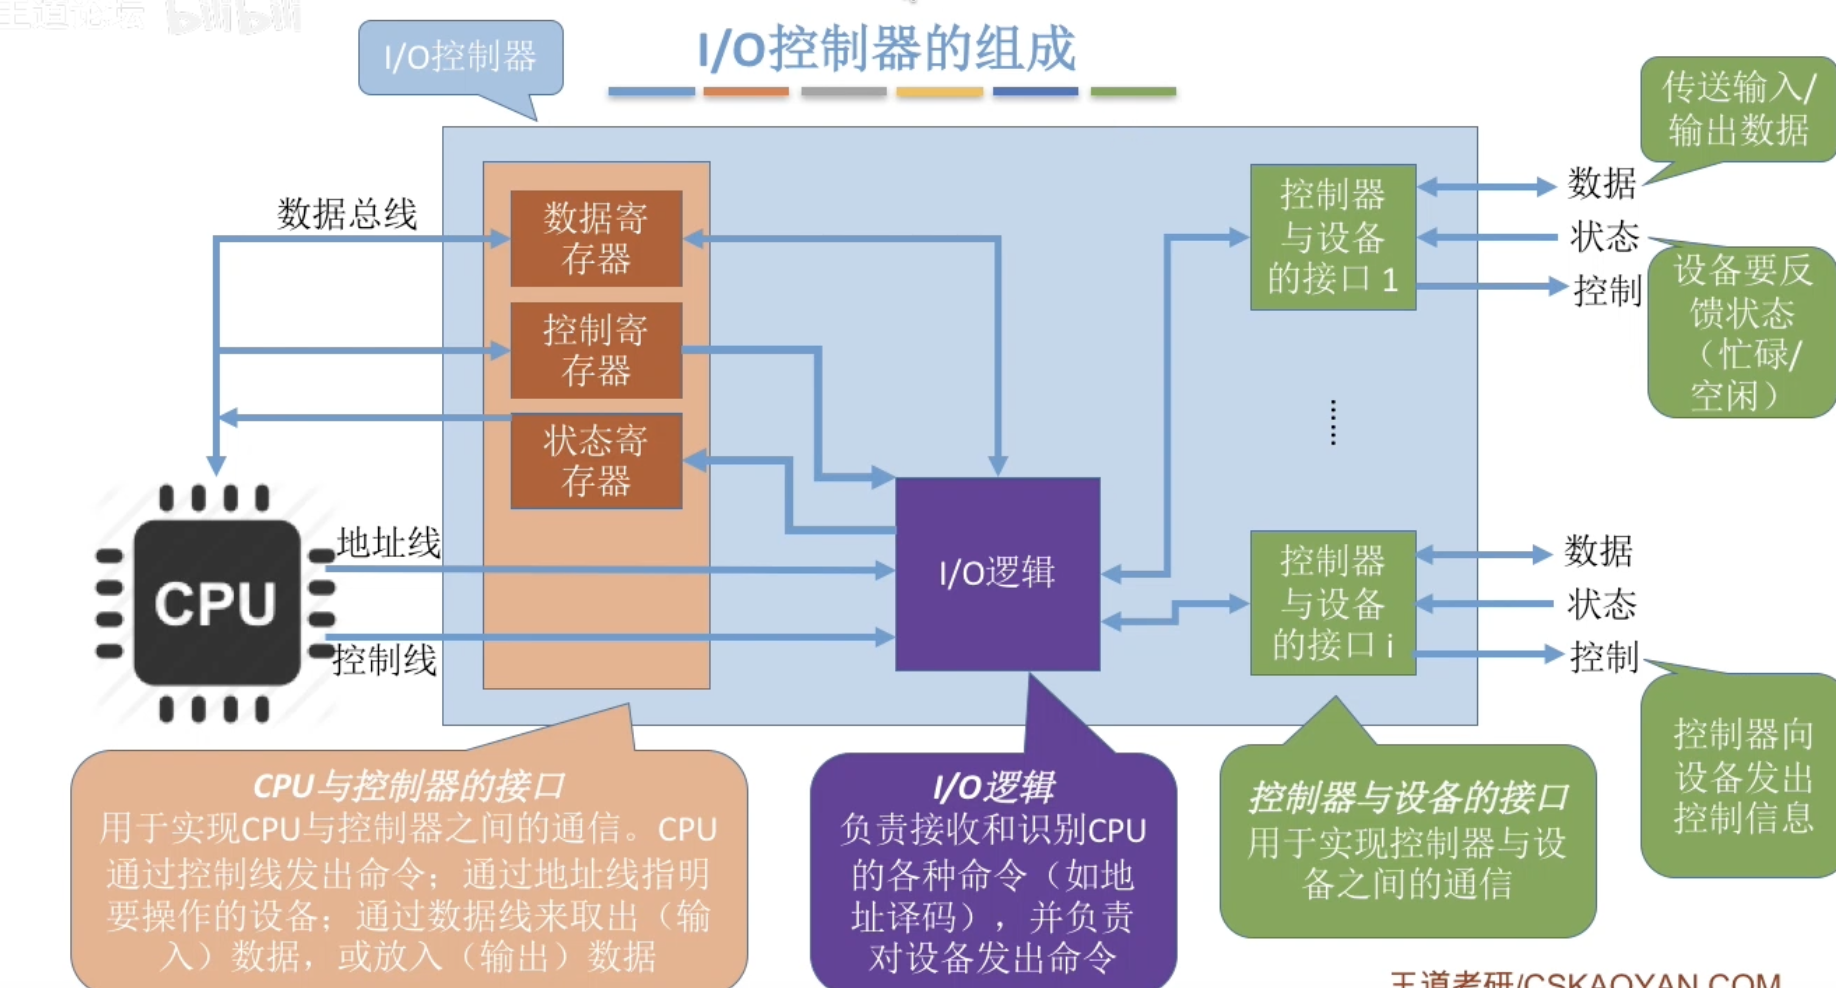 王道论坛 bilibili
I/O控制器的组成
I/O控制器
传送输入/
输出数据
数据总线
数据寄
存器
控制寄
存器
状态寄
存器
控制器
与设备
的接口 1
数据
状态
控制
设备要反
馈状态
（忙碌/
空闲）
......
CPU
地址线
控制线
I/O逻辑
控制器
与设备
的接口 i
数据
状态
控制
控制器向
设备发出
控制信息
CPU与控制器的接口
用于实现CPU与控制器之间的通信。CPU
通过控制线发出命令；通过地址线指明
要操作的设备；通过数据线来取出（输
入）数据，或放入（输出）数据
I/O逻辑
负责接收和识别CPU
的各种命令（如地
址译码），并负责
对设备发出命令
控制器与设备的接口
用于实现控制器与设
备之间的通信
王道考研/CSKAOYAN.COM